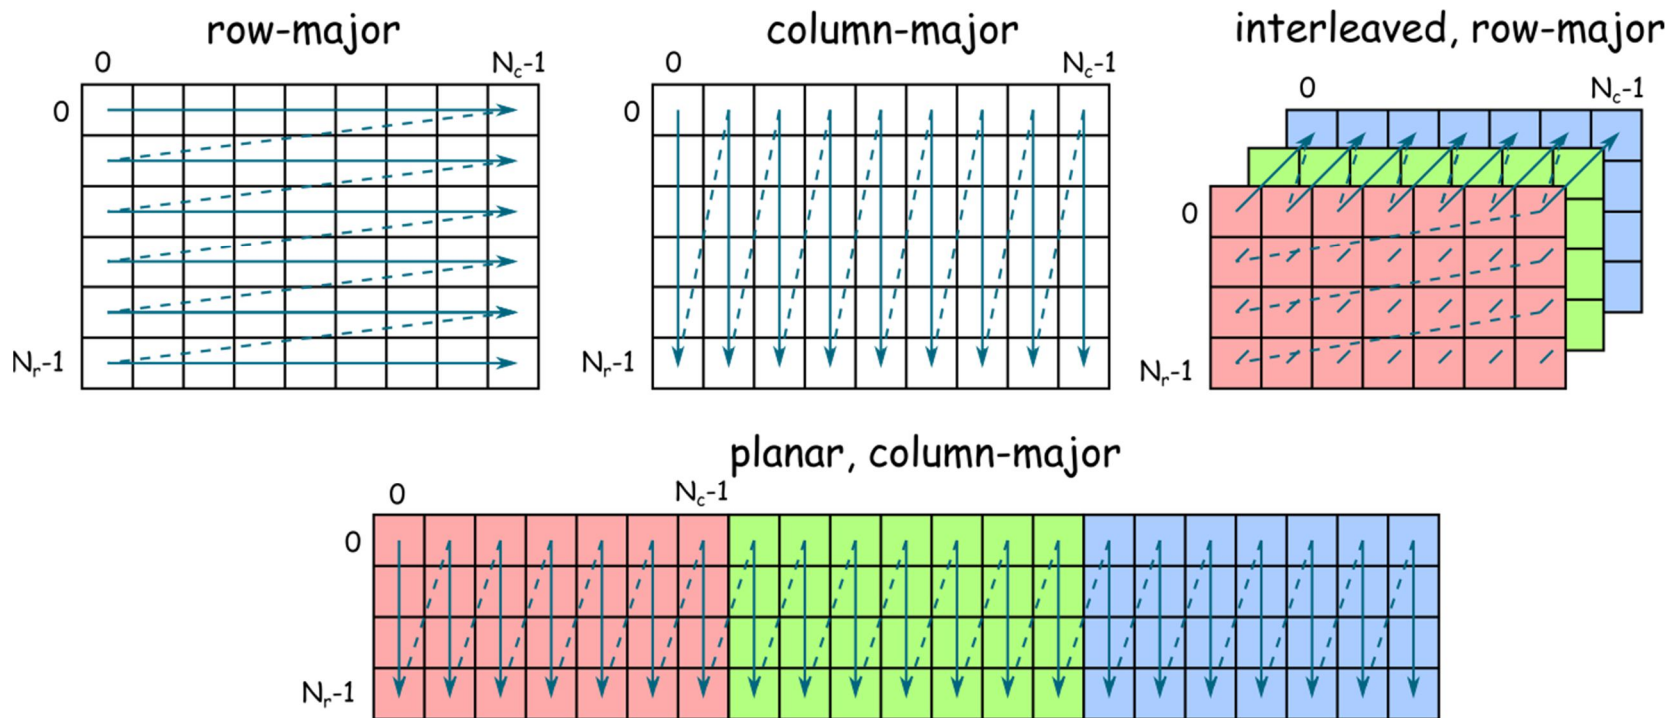 row-major
0 N_c-1
0
N_r-1
column-major
0 N_c-1
0
N_r-1
interleaved, row-major
0 N_c-1
0
N_r-1
planar, column-major
0 N_c-1
0
N_r-1